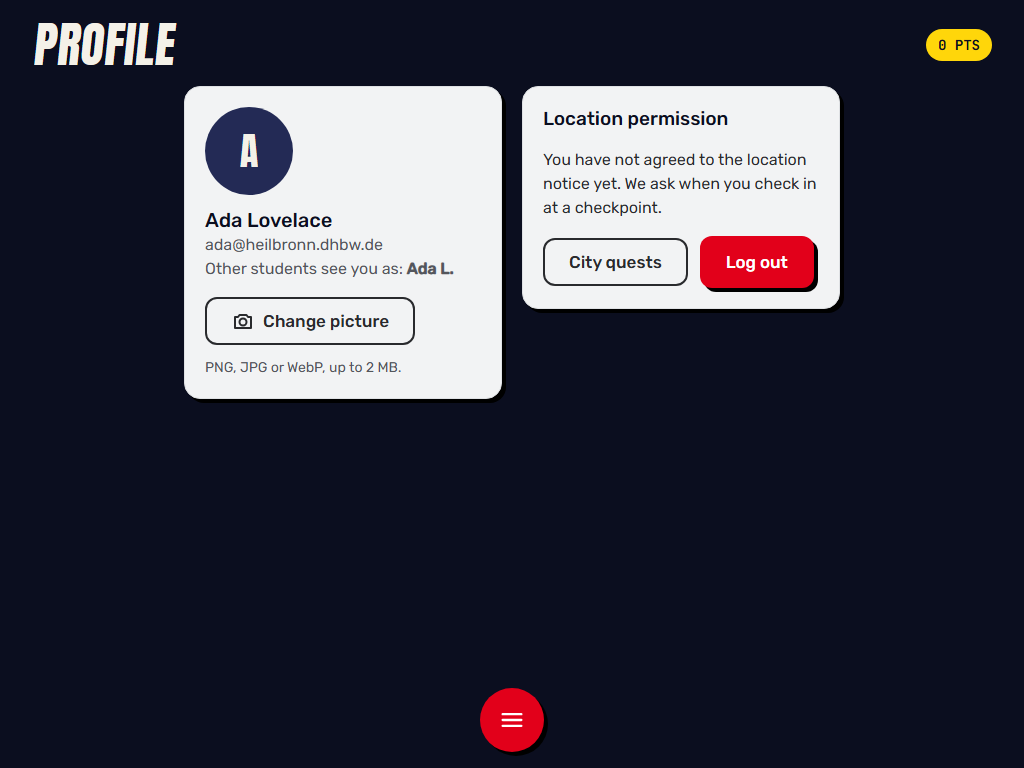 PROFILE
0 PTS
A
Ada Lovelace
ada@heilbronn.dhbw.de
Other students see you as: Ada L.
Change picture
PNG, JPG or WebP, up to 2 MB.
Location permission
You have not agreed to the location
notice yet. We ask when you check in
at a checkpoint.
City quests
Log out